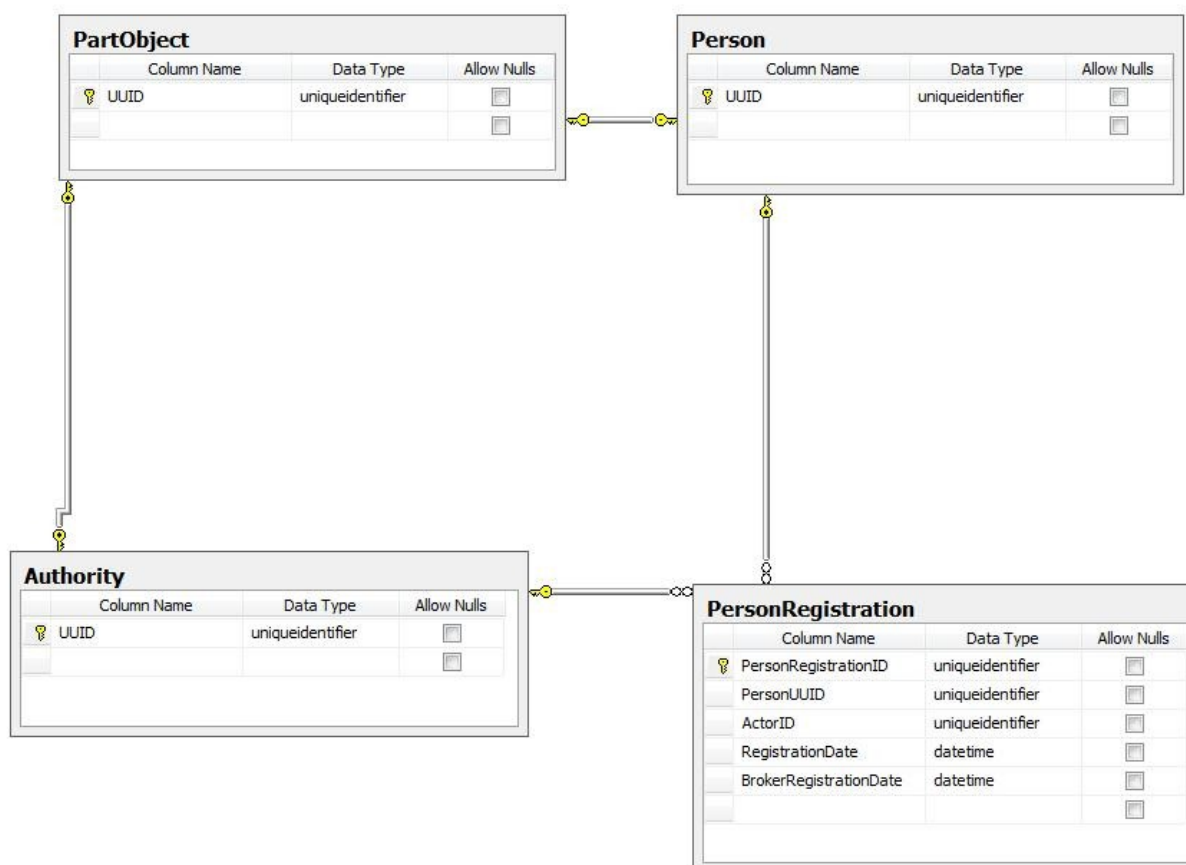 PartObject
Column Name Data Type Allow Nulls
UUID uniqueidentifier
Person
Column Name Data Type Allow Nulls
UUID uniqueidentifier
Authority
Column Name Data Type Allow Nulls
UUID uniqueidentifier
PersonRegistration
Column Name Data Type Allow Nulls
PersonRegistrationID uniqueidentifier
PersonUUID uniqueidentifier
ActorID uniqueidentifier
RegistrationDate datetime
BrokerRegistrationDate datetime